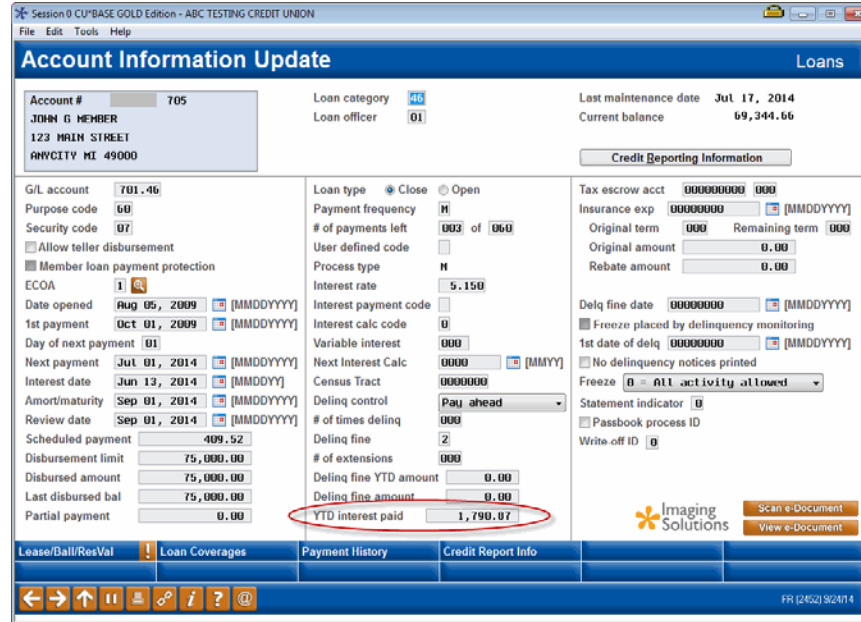 Session 0 CU*BASE GOLD Edition - ABC TESTING CREDIT UNION
File Edit Tools Help
Account Information Update
Loans
Account # 705
JOHN G MEMBER
123 MAIN STREET
ANYCITY MI 49000
Loan category 46
Loan officer 01
Last maintenance date Jul 17, 2014
Current balance 69,344.66
Credit Reporting Information
G/L account 701.46
Purpose code 60
Security code 07
Allow teller disbursement
Member loan payment protection
ECOA 1
Date opened Aug 05, 2009 [MMDDYYYY]
1st payment Oct 01, 2009 [MMDDYYYY]
Day of next payment 01
Next payment Jul 01, 2014 [MMDDYYYY]
Interest date Jun 13, 2014 [MMDDYY]
Amort/maturity Sep 01, 2014 [MMDDYYYY]
Review date Sep 01, 2014 [MMDDYYYY]
Scheduled payment 409.52
Disbursement limit 75,000.00
Disbursed amount 75,000.00
Last disbursed bal 75,000.00
Partial payment 0.00
Loan type Close Open
Payment frequency M
# of payments left 003 of 060
User defined code
Process type M
Interest rate 5.150
Interest payment code
Interest calc code 0
Variable interest 000
Next Interest Calc 0000 [MMYY]
Census Tract 0000000
Delinq control Pay ahead
# of times delinq 000
Delinq fine 2
# of extensions 000
Delinq fine YTD amount 0.00
Delinq fine amount 0.00
YTD interest paid 1,790.87
Tax escrow acct 000000000 000
Insurance exp 00000000 [MMDDYYYY]
Original term 000 Remaining term 000
Original amount 0.00
Rebate amount 0.00
Delq fine date 00000000 [MMDDYYYY]
Freeze placed by delinquency monitoring
1st date of delq 00000000 [MMDDYYYY]
No delinquency notices printed
Freeze 0 = All activity allowed
Statement indicator 0
Passbook process ID
Write-off ID 0
Imaging Solutions
Scan e-Document
View e-Document
Lease/Ball/ResVal ! Loan Coverages Payment History Credit Report Info
FR (2452) 9/24/14